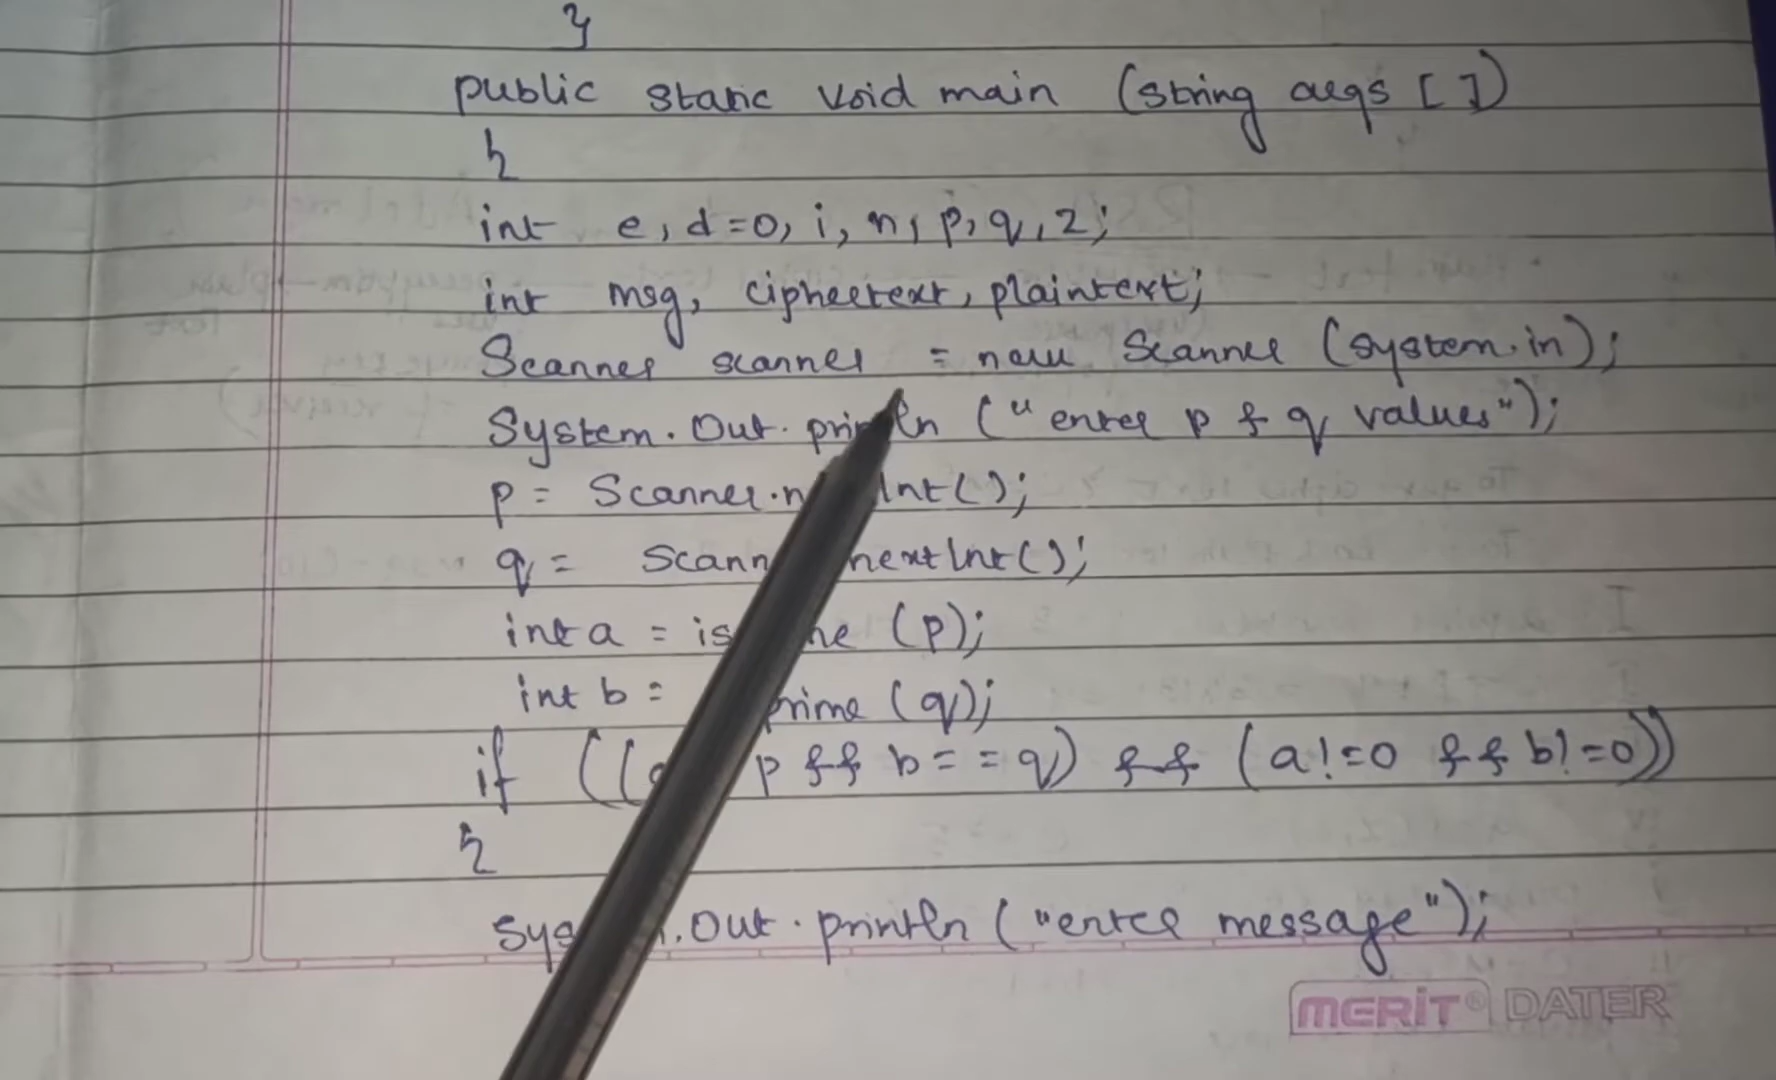 }
public static void main (string args [ ])
{
int e, d=0, i, n, p, q, z;
int msg, ciphertext, plaintext;
Scanner scanner = new Scanner (system.in);
System.Out.println ("enter p & q values");
p = Scanner.n Int();
q = Scann nextInt();
int a = is me (p);
int b = prime (q);
if (( p && b == q) && (a!=0 && b!=0))
{
Sys .Out.println ("enter message");
MERIT® DATER